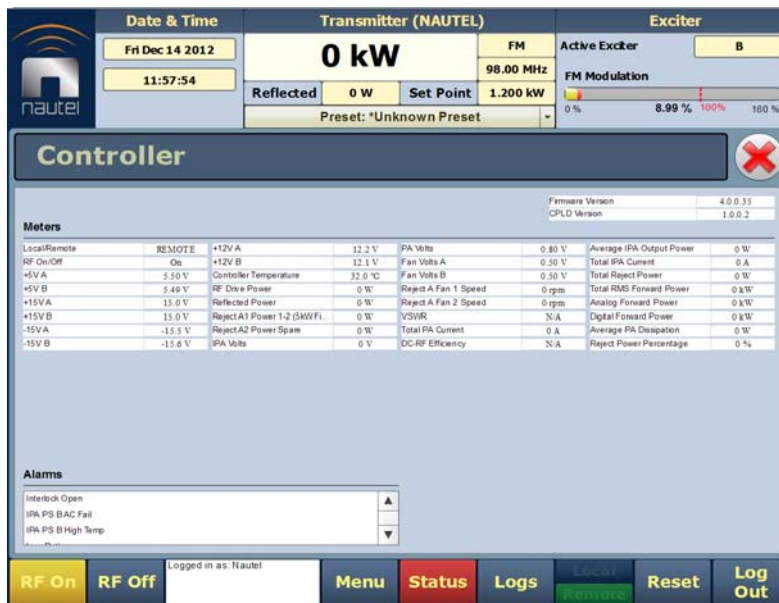 Date & Time
Transmitter (NAUTEL)
Exciter
Fri Dec 14 2012
11:57:54
0 kW
FM
98.00 MHz
Reflected
0 W
Set Point
1.200 kW
Preset: *Unknown Preset
Active Exciter
B
FM Modulation
0 %
8.99 %
100%
160 %
nautel
Controller
Firmware Version 4.0.0.35
CPLD Version 1.0.0.2
Meters
Local/Remote REMOTE +12V A 12.2 V PA Volts 0.80 V Average IPA Output Power 0 W
RF On/Off On +12V B 12.1 V Fan Volts A 0.50 V Total IPA Current 0 A
+5V A 5.50 V Controller Temperature 32.0 °C Fan Volts B 0.50 V Total Reject Power 0 W
+5V B 5.49 V RF Drive Power 0 W Reject A Fan 1 Speed 0 rpm Total RMS Forward Power 0 kW
+15V A 15.0 V Reflected Power 0 W Reject A Fan 2 Speed 0 rpm Analog Forward Power 0 kW
+15V B 15.0 V Reject A1 Power 1-2 (5kW Fi... 0 W VSWR N/A Digital Forward Power 0 kW
-15V A -15.5 V Reject A2 Power Spare 0 W Total PA Current 0 A Average PA Dissipation 0 W
-15V B -15.6 V IPA Volts 0 V DC-RF Efficiency N/A Reject Power Percentage 0 %
Alarms
Interlock Open
IPA PS B AC Fail
IPA PS B High Temp
RF On
RF Off
Logged in as: Nautel
Menu
Status
Logs
Local
Remote
Reset
Log
Out